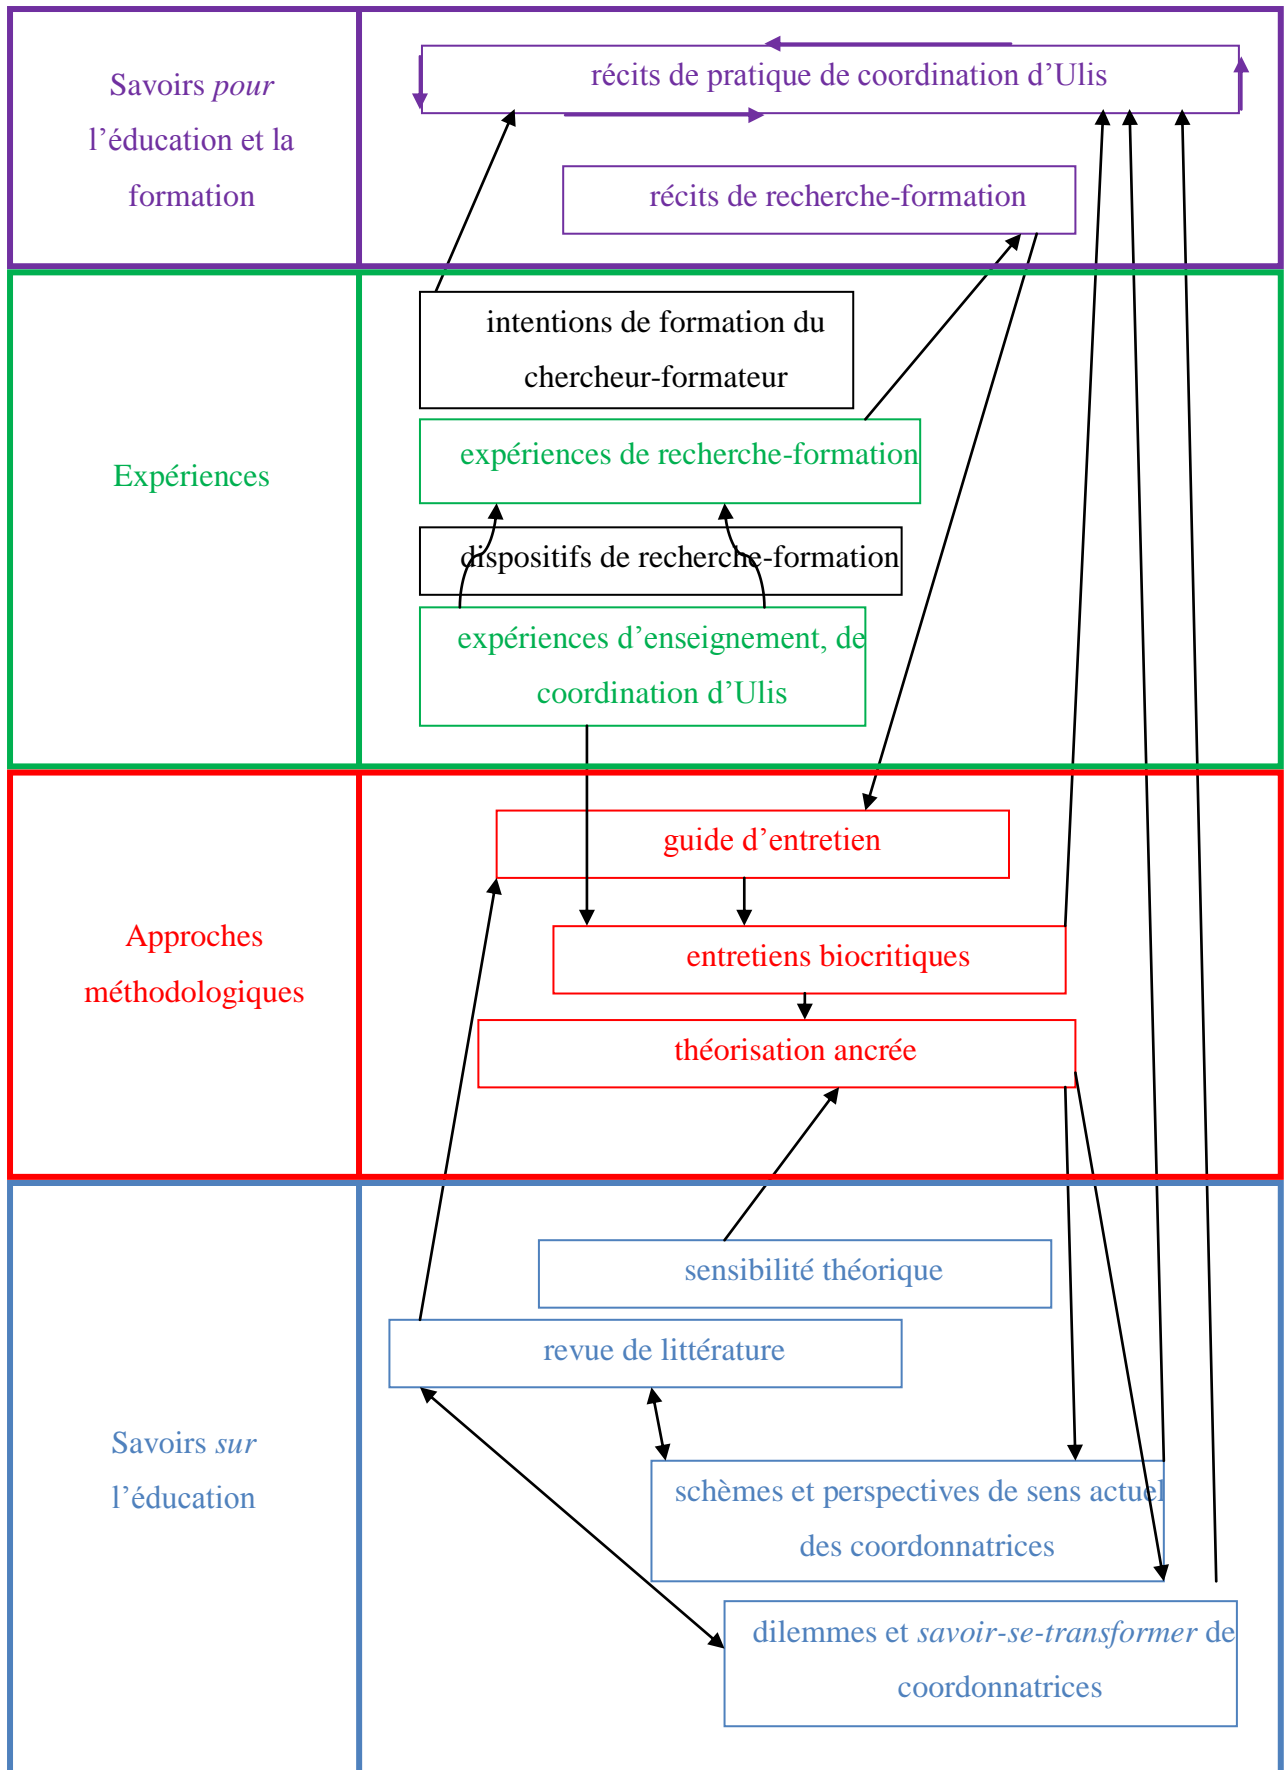 Savoirs pour
l’éducation et la
formation
récits de pratique de coordination d’Ulis
récits de recherche-formation
Expériences
intentions de formation du
chercheur-formateur
expériences de recherche-formation
dispositifs de recherche-formation
expériences d’enseignement, de
coordination d’Ulis
Approches
méthodologiques
guide d’entretien
entretiens biocritiques
théorisation ancrée
Savoirs sur
l’éducation
sensibilité théorique
revue de littérature
schèmes et perspectives de sens actuel
des coordonnatrices
dilemmes et savoir-se-transformer de
coordonnatrices